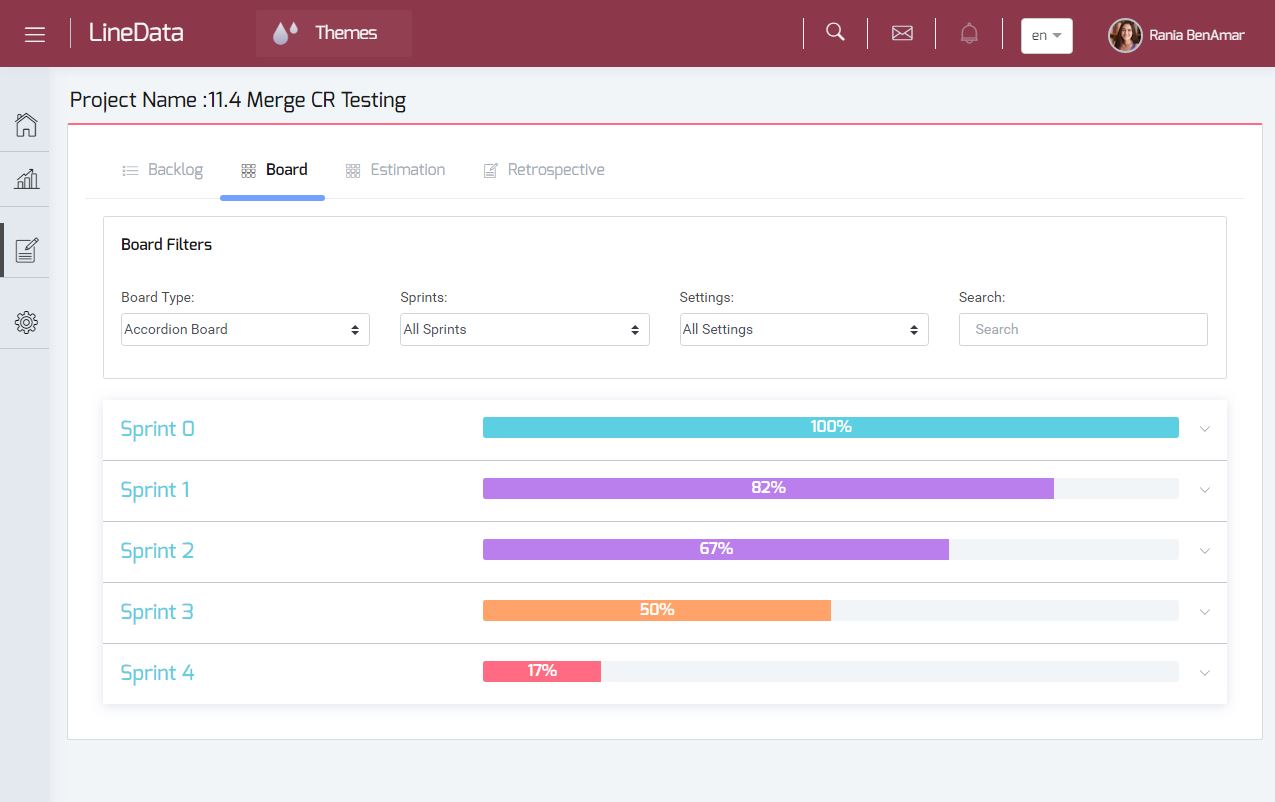 LineData
Themes
en
Rania BenAmar
Project Name :11.4 Merge CR Testing
Backlog
Board
Estimation
Retrospective
Board Filters
Board Type:
Sprints:
Settings:
Search:
Accordion Board
All Sprints
All Settings
Search
Sprint 0
100%
Sprint 1
82%
Sprint 2
67%
Sprint 3
50%
Sprint 4
17%